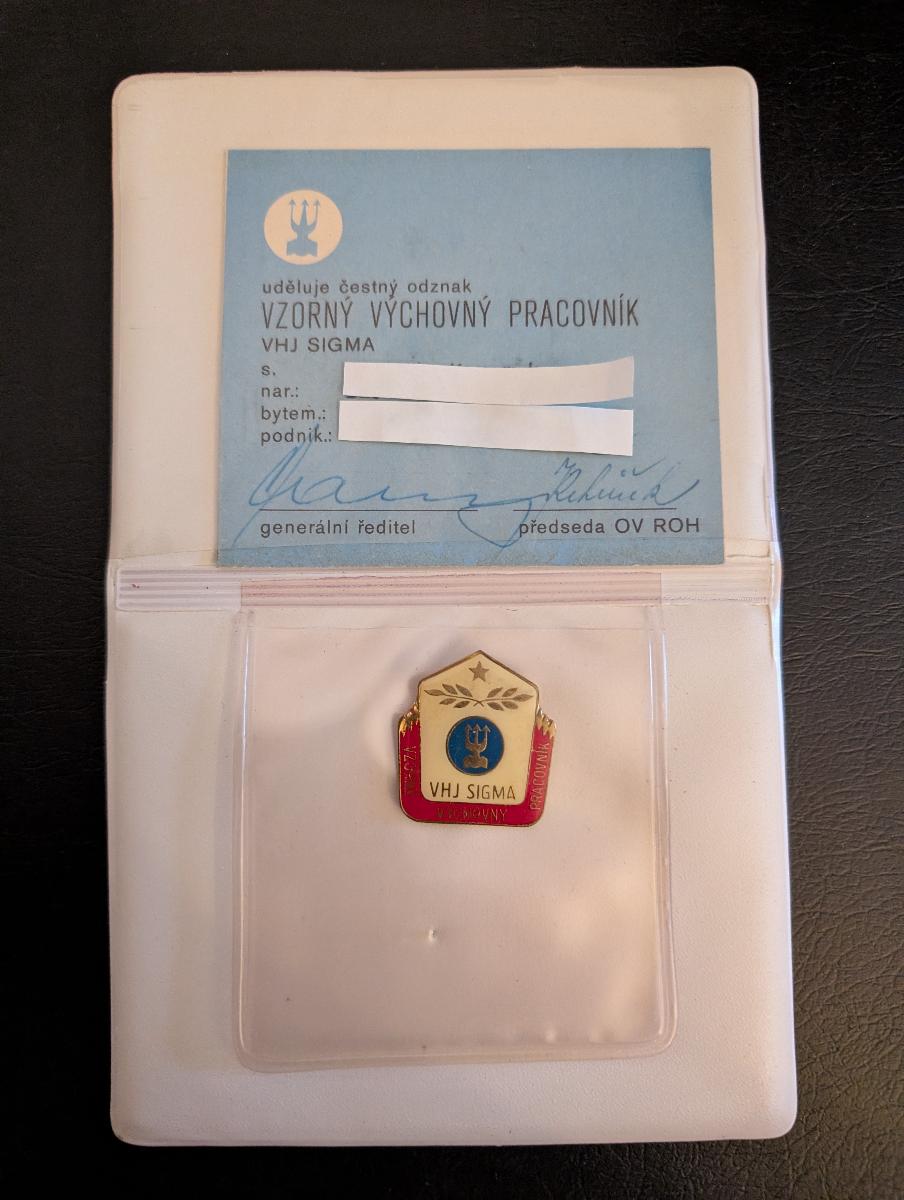 uděluje čestný odznak
VZORNÝ VÝCHOVNÝ PRACOVNÍK
VHJ SIGMA
s.
nar.:
bytem.:
podnik.:
generální ředitel
předseda OV ROH
VHJ SIGMA
VÝCHOVNÝ
PRACOVNÍK